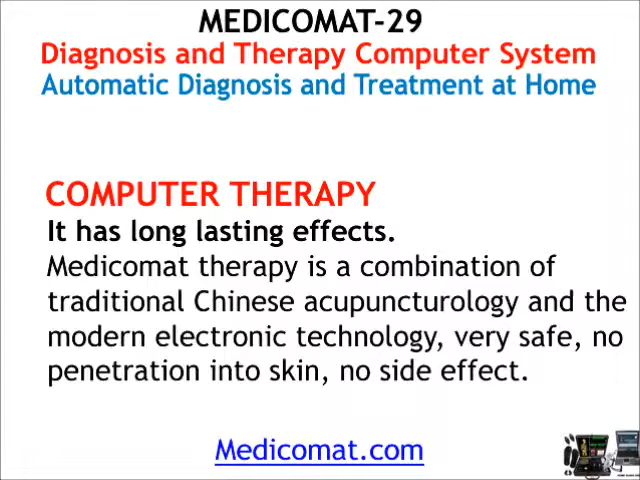 MEDICOMAT-29
Diagnosis and Therapy Computer System
Automatic Diagnosis and Treatment at Home
COMPUTER THERAPY
It has long lasting effects.
Medicomat therapy is a combination of
traditional Chinese acupuncturology and the
modern electronic technology, very safe, no
penetration into skin, no side effect.
Medicomat.com